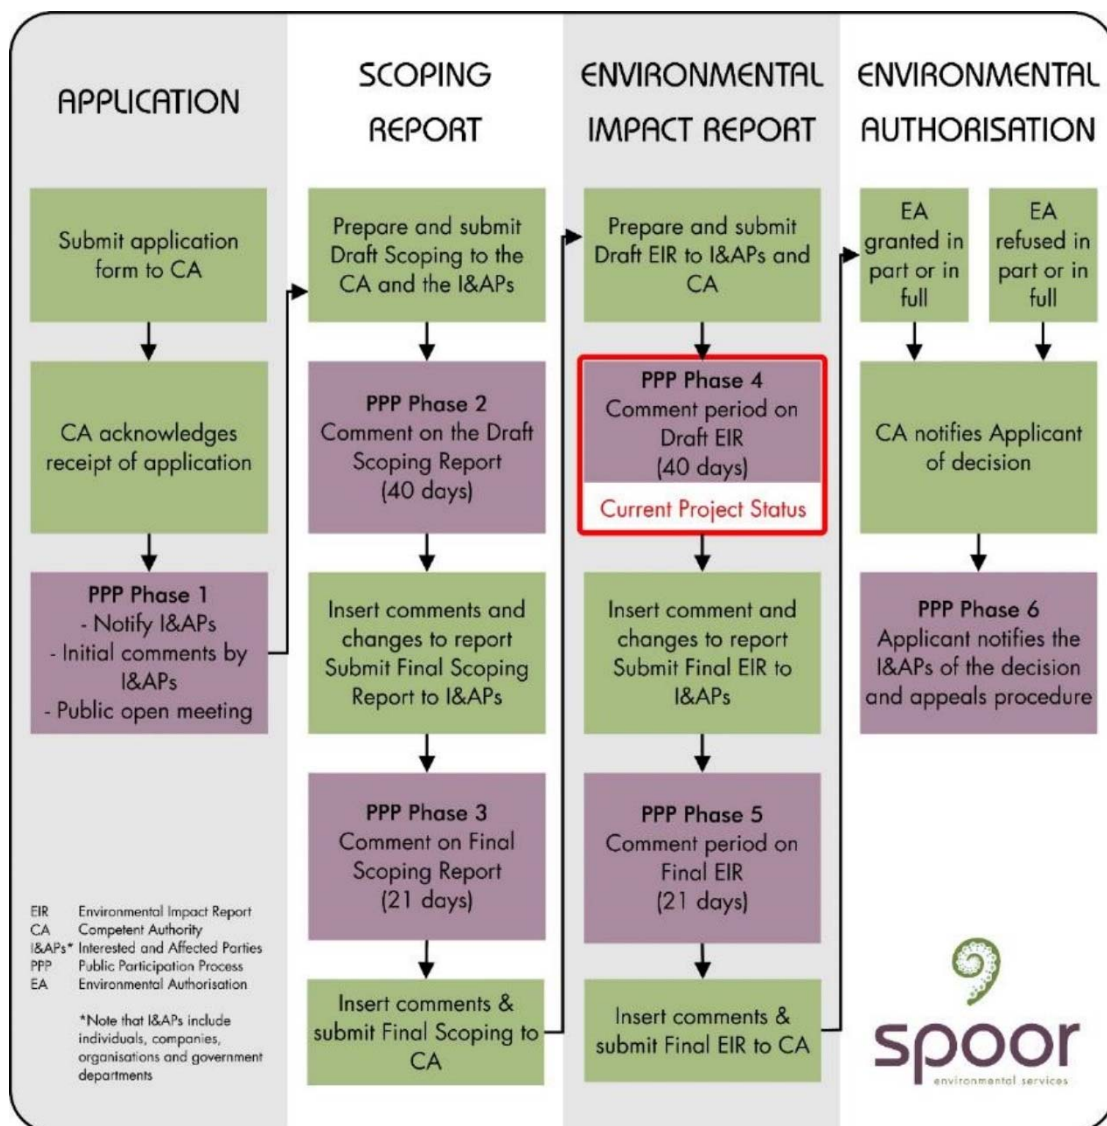 APPLICATION
Submit application
form to CA
CA acknowledges
receipt of application
PPP Phase 1
- Notify I&APs
- Initial comments by
I&APs
- Public open meeting
EIR Environmental Impact Report
CA Competent Authority
I&APs* Interested and Affected Parties
PPP Public Participation Process
EA Environmental Authorisation
*Note that I&APs include
individuals, companies,
organisations and government
departments
SCOPING
REPORT
Prepare and submit
Draft Scoping to the
CA and the I&APs
PPP Phase 2
Comment on the Draft
Scoping Report
(40 days)
Insert comments and
changes to report
Submit Final Scoping
Report to I&APs
PPP Phase 3
Comment on Final
Scoping Report
(21 days)
Insert comments &
submit Final Scoping to
CA
ENVIRONMENTAL
IMPACT REPORT
Prepare and submit
Draft EIR to I&APs and
CA
PPP Phase 4
Comment period on
Draft EIR
(40 days)
Current Project Status
Insert comment and
changes to report
Submit Final EIR to
I&APs
PPP Phase 5
Comment period on
Final EIR
(21 days)
Insert comments &
submit Final EIR to CA
ENVIRONMENTAL
AUTHORISATION
EA
granted in
part or in
full
EA
refused in
part or in
full
CA notifies Applicant
of decision
PPP Phase 6
Applicant notifies the
I&APs of the decision
and appeals procedure
spoor
environmental services